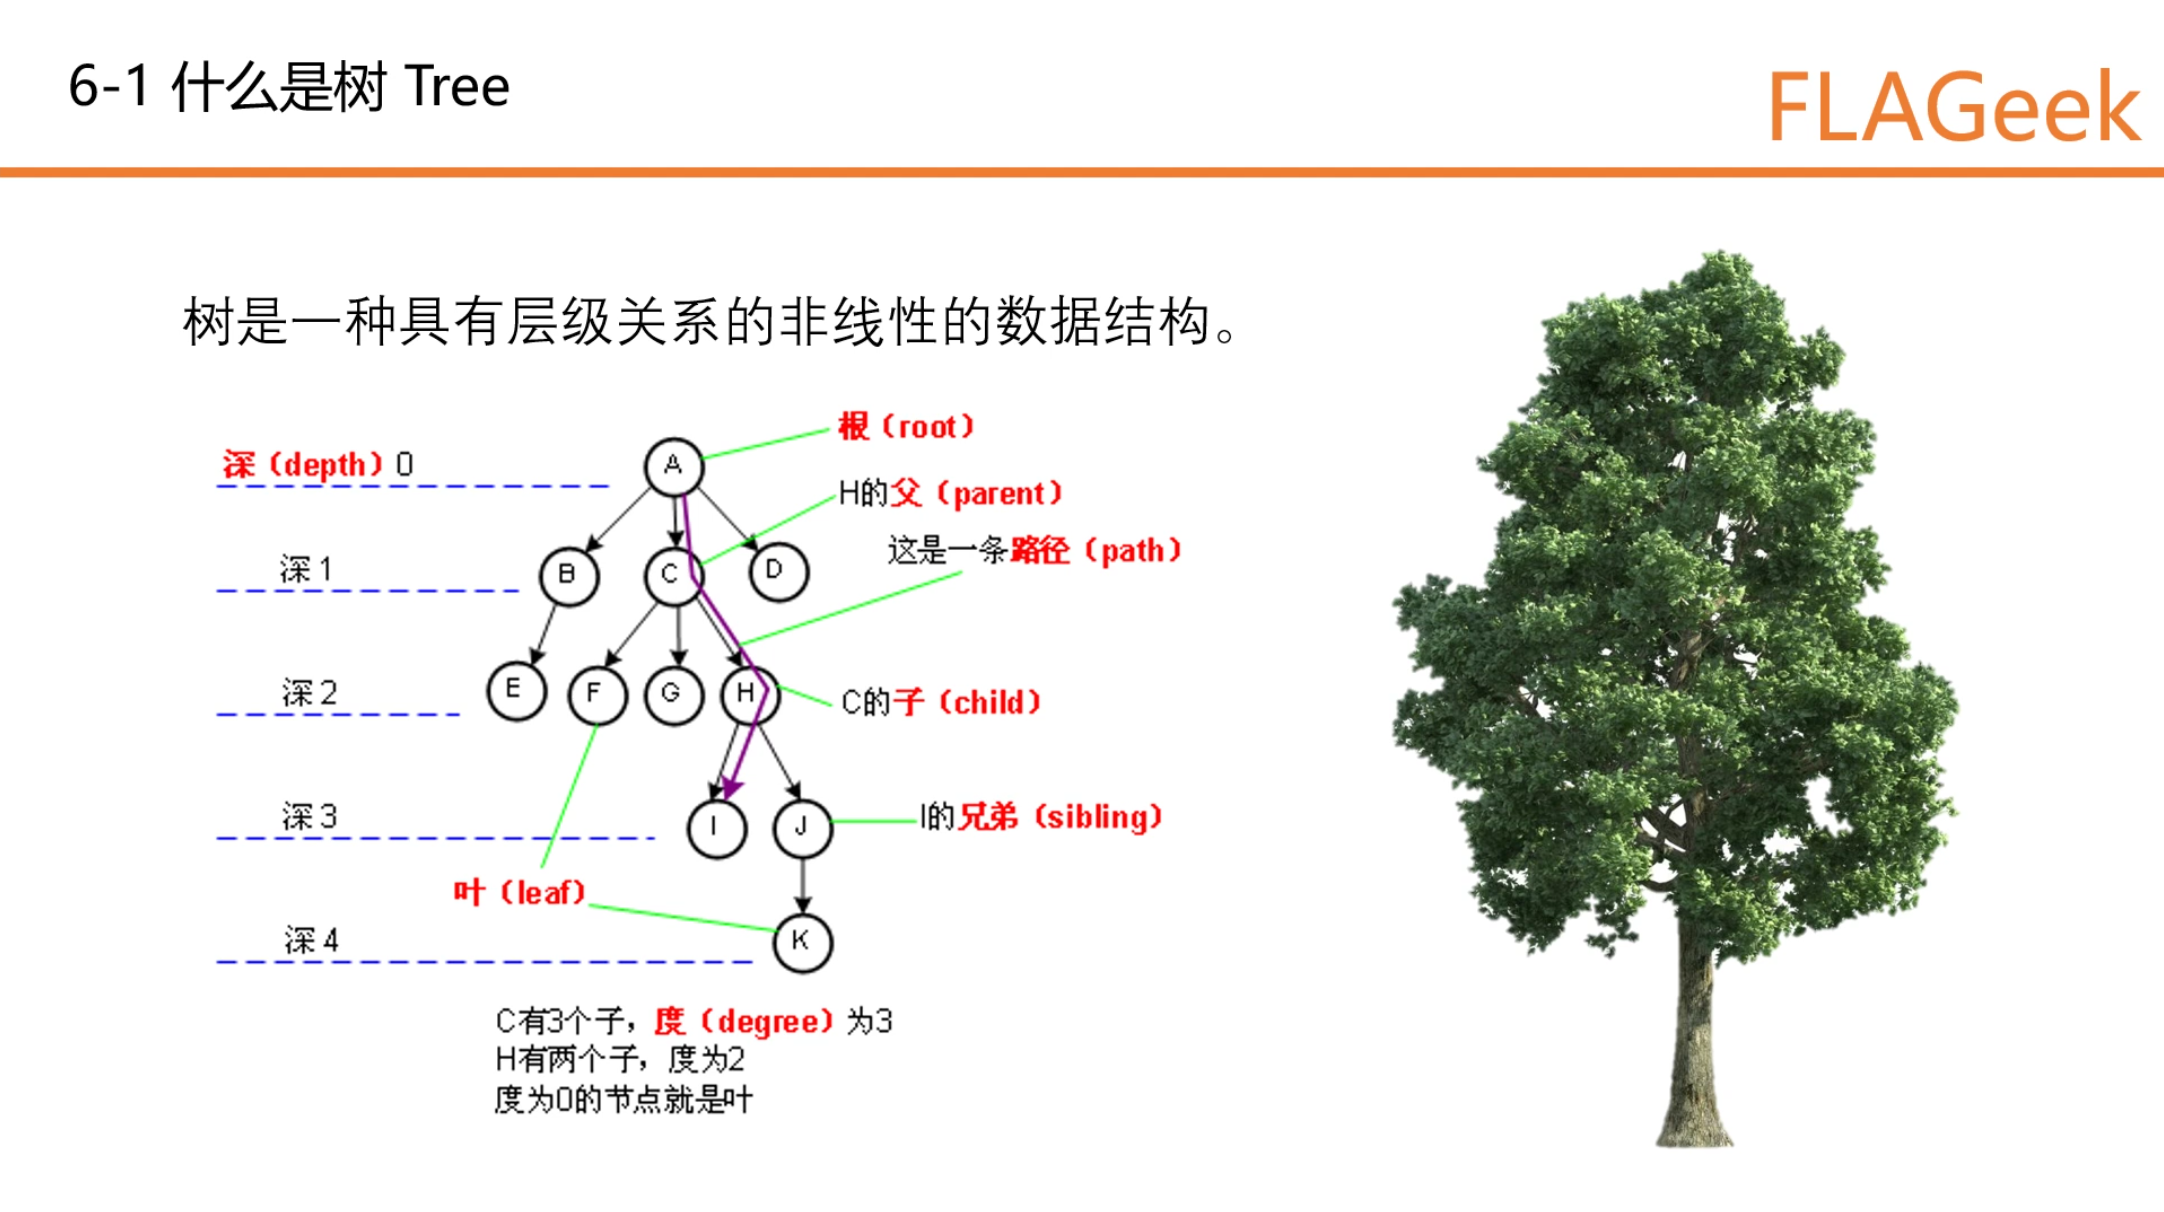 6-1 什么是树 Tree
FLAGeek
树是一种具有层级关系的非线性的数据结构。
根（root）
深（depth）0
A
H的父（parent）
这是一条路径（path）
深 1
B
C
D
深 2
E
F
G
H
C的子（child）
深 3
I
J
I的兄弟（sibling）
叶（leaf）
深 4
K
C有3个子，度（degree）为3
H有两个子，度为2
度为0的节点就是叶